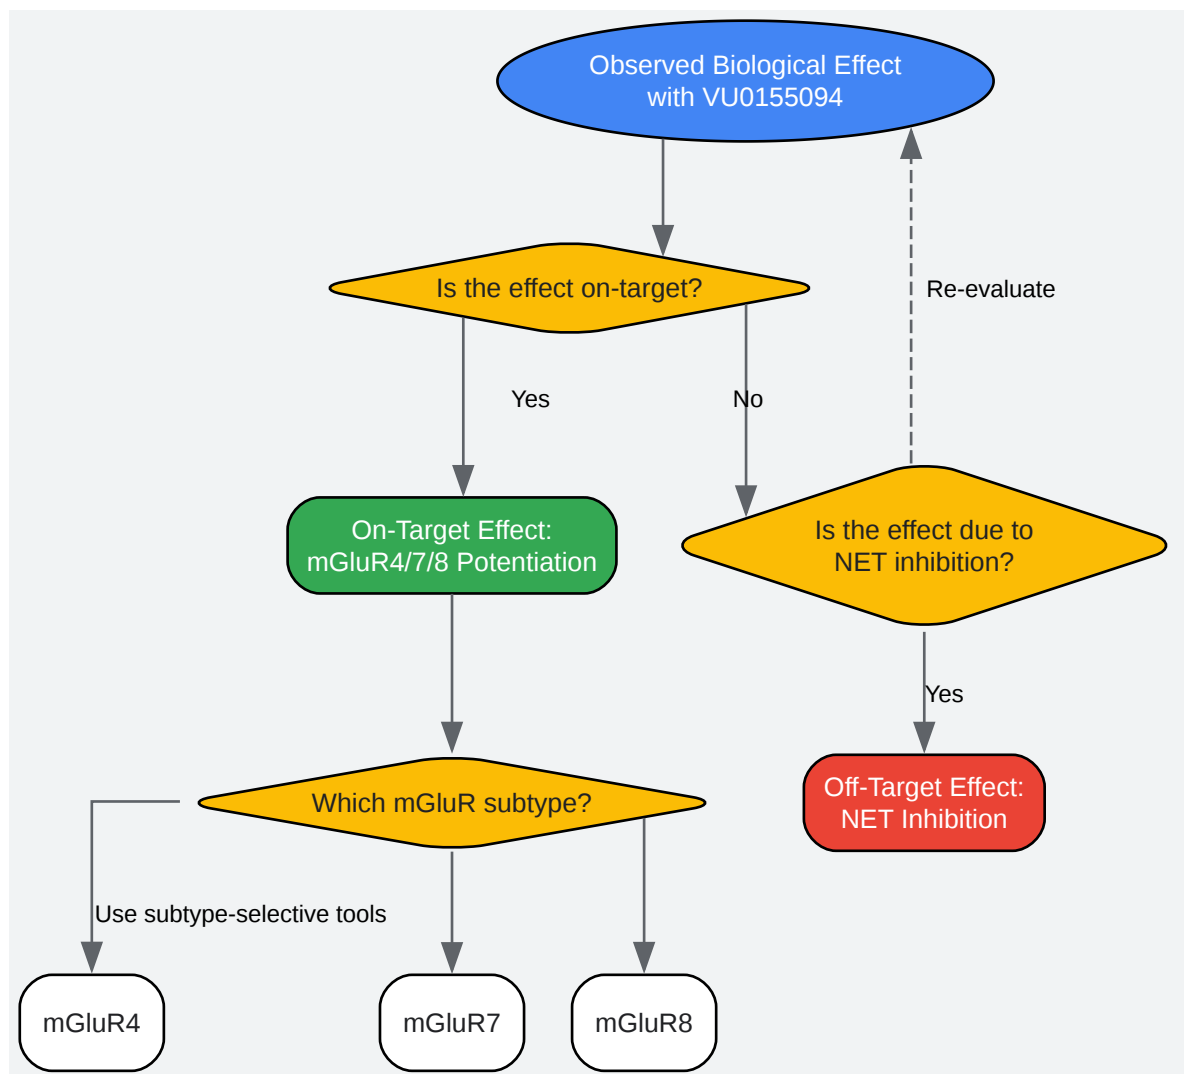 Observed Biological Effect
with VU0155094
Is the effect on-target?
Re-evaluate
Yes
No
On-Target Effect:
mGluR4/7/8 Potentiation
Is the effect due to
NET inhibition?
Yes
Off-Target Effect:
NET Inhibition
Which mGluR subtype?
Use subtype-selective tools
mGluR4
mGluR7
mGluR8